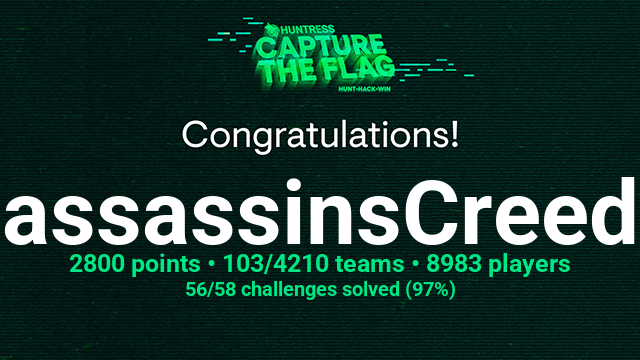 HUNTRESS
CAPTURE
THE FLAG
HUNT•HACK•WIN
Congratulations!
assassinsCreed
2800 points • 103/4210 teams • 8983 players
56/58 challenges solved (97%)